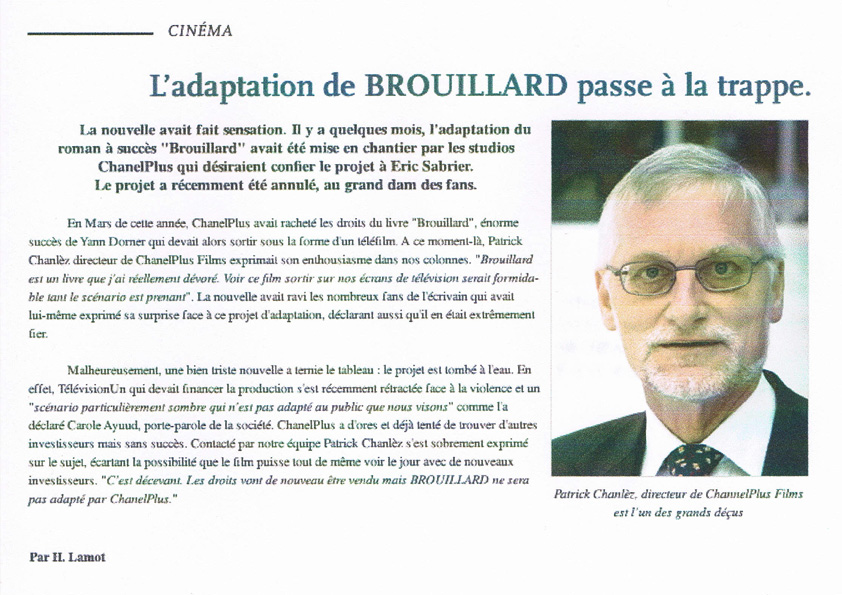 CINÉMA
L'adaptation de BROUILLARD passe à la trappe.
La nouvelle avait fait sensation. Il y a quelques mois, l'adaptation du
roman à succès "Brouillard" avait été mise en chantier par les studios
ChanelPlus qui désiraient confier le projet à Eric Sabrier.
Le projet a récemment été annulé, au grand dam des fans.
En Mars de cette année, ChanelPlus avait racheté les droits du livre "Brouillard", énorme
succès de Yann Dorner qui devait alors sortir sous la forme d'un téléfilm. A ce moment-là, Patrick
Chanlèz directeur de ChanelPlus Films exprimait son enthousiasme dans nos colonnes. "Brouillard
est un livre que j'ai réellement dévoré. Voir ce film sortir sur nos écrans de télévision serait formida-
ble tant le scénario est prenant". La nouvelle avait ravi les nombreux fans de l'écrivain qui avait
lui-même exprimé sa surprise face à ce projet d'adaptation, déclarant aussi qu'il en était extrêmement
fier.
Malheureusement, une bien triste nouvelle a ternie le tableau : le projet est tombé à l'eau. En
effet, TélévisionUn qui devait financer la production s'est récemment rétractée face à la violence et un
"scénario particulièrement sombre qui n'est pas adapté au public que nous visons" comme l'a
déclaré Carole Ayuud, porte-parole de la société. ChanelPlus a d'ores et déjà tenté de trouver d'autres
investisseurs mais sans succès. Contacté par notre équipe Patrick Chanlèz s'est sobrement exprimé
sur le sujet, écartant la possibilité que le film puisse tout de même voir le jour avec de nouveaux
investisseurs. "C'est décevant. Les droits vont de nouveau être vendu mais BROUILLARD ne sera
pas adapté par ChanelPlus."
Patrick Chanlèz, directeur de ChannelPlus Films
est l'un des grands déçus
Par H. Lamot